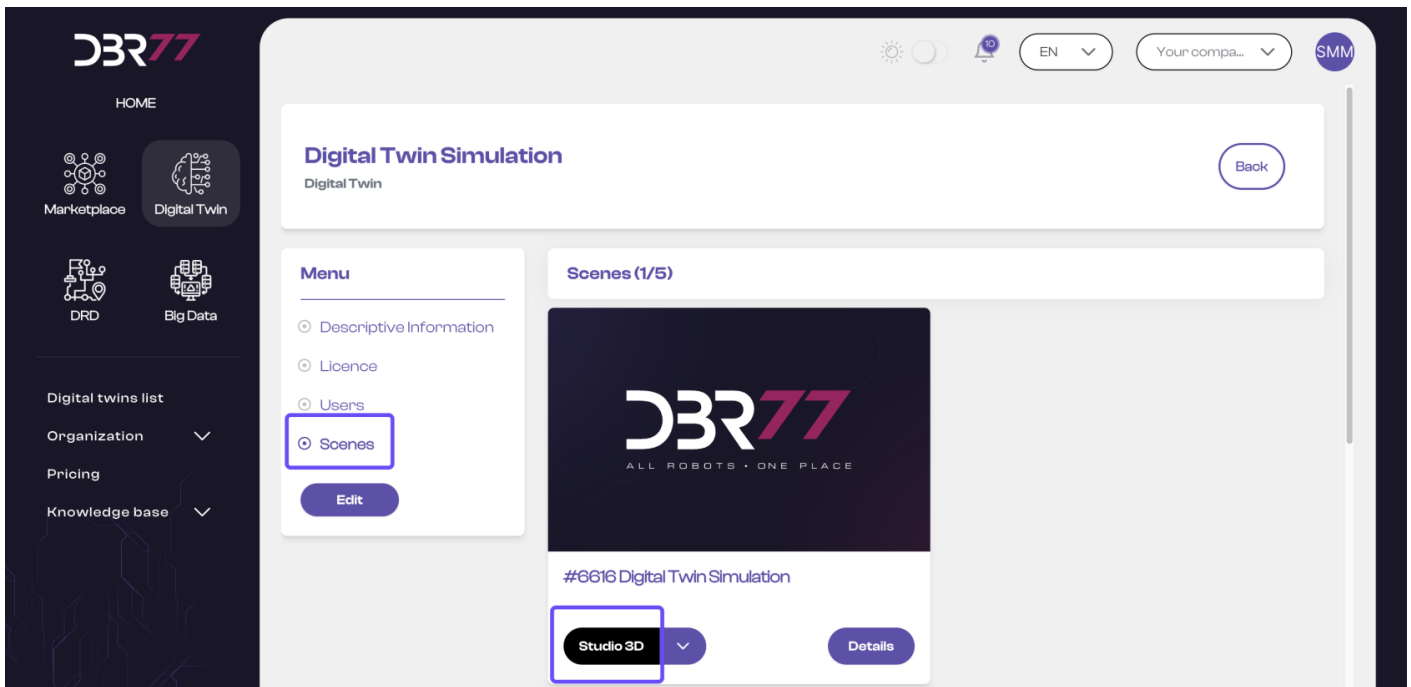 DBR77
HOME
Marketplace
Digital Twin
DRD
Big Data
Digital twins list
Organization
Pricing
Knowledge base
10
EN
Your compa...
SMM
Digital Twin Simulation
Digital Twin
Back
Menu
Descriptive Information
Licence
Users
Scenes
Edit
Scenes (1/5)
DBR77
ALL ROBOTS • ONE PLACE
#6616 Digital Twin Simulation
Studio 3D
Details